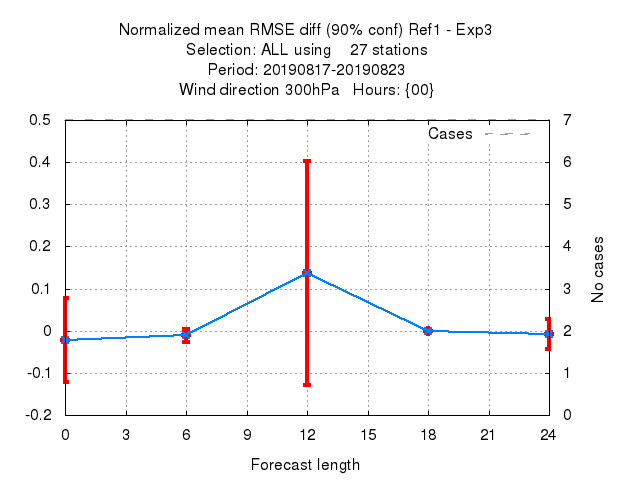 Normalized mean RMSE diff (90% conf) Ref1 - Exp3
Selection: ALL using    27 stations
Period: 20190817-20190823
Wind direction 300hPa   Hours: {00}
Cases
0.5
0.4
0.3
0.2
0.1
0
-0.1
-0.2
7
6
5
4
3
2
1
0
No cases
0 3 6 9 12 15 18 21 24
Forecast length